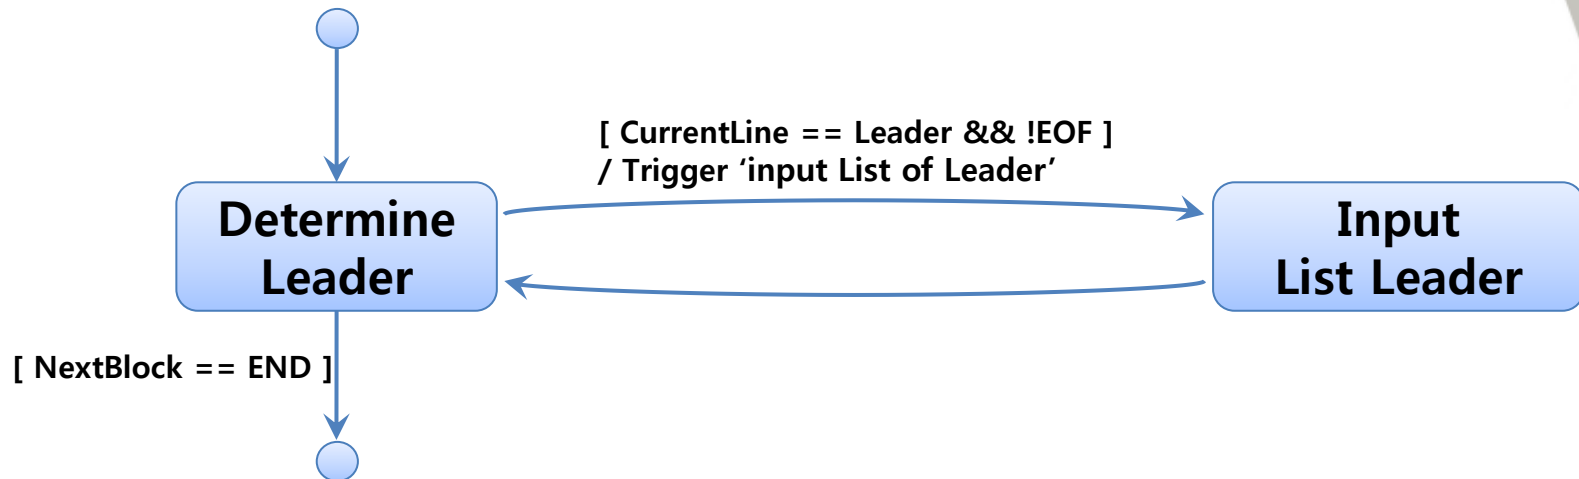 [ CurrentLine == Leader && !EOF ]
/ Trigger ‘input List of Leader’
Determine
Leader
Input
List Leader
[ NextBlock == END ]